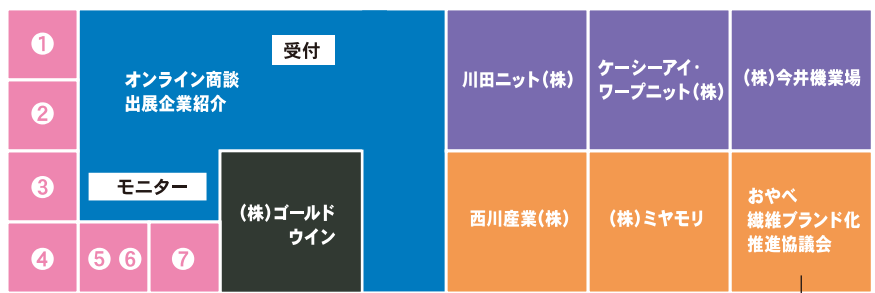 ❶
❷
❸
❹
❺ ❻
❼
受付
オンライン商談
出展企業紹介
モニター
(株)ゴールド
ウイン
川田ニット(株)
ケーシーアイ・
ワープニット(株)
(株)今井機業場
西川産業(株)
(株)ミヤモリ
おやべ
繊維ブランド化
推進協議会